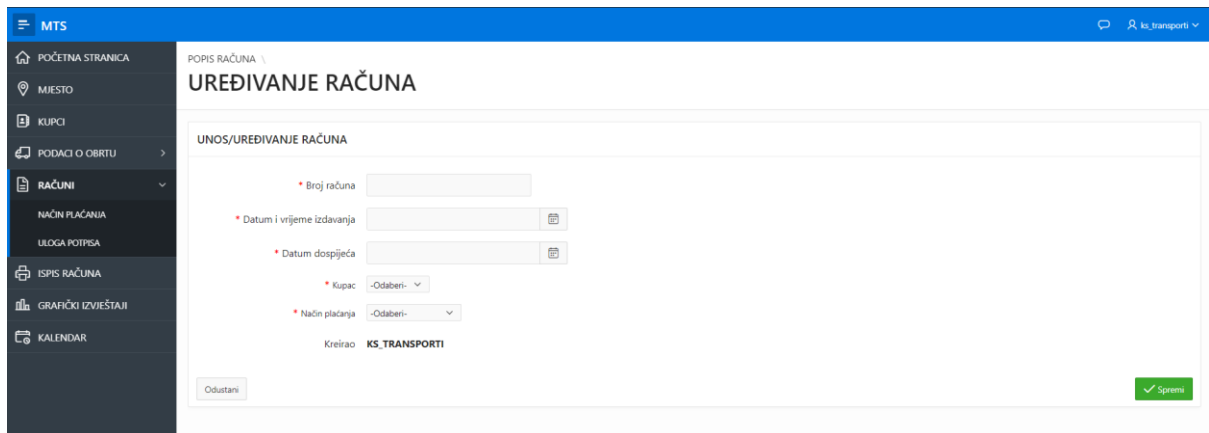 MTS
ks_transporti
POČETNA STRANICA
MJESTO
KUPCI
PODACI O OBRTU
RAČUNI
NAČIN PLAĆANJA
ULOGA POTPISA
ISPIS RAČUNA
GRAFIČKI IZVJEŠTAJI
KALENDAR
POPIS RAČUNA \
UREĐIVANJE RAČUNA
UNOS/UREĐIVANJE RAČUNA
* Broj računa
* Datum i vrijeme izdavanja
* Datum dospijeća
* Kupac -Odaberi-
* Način plaćanja -Odaberi-
Kreirao KS_TRANSPORTI
Odustani
Spremi